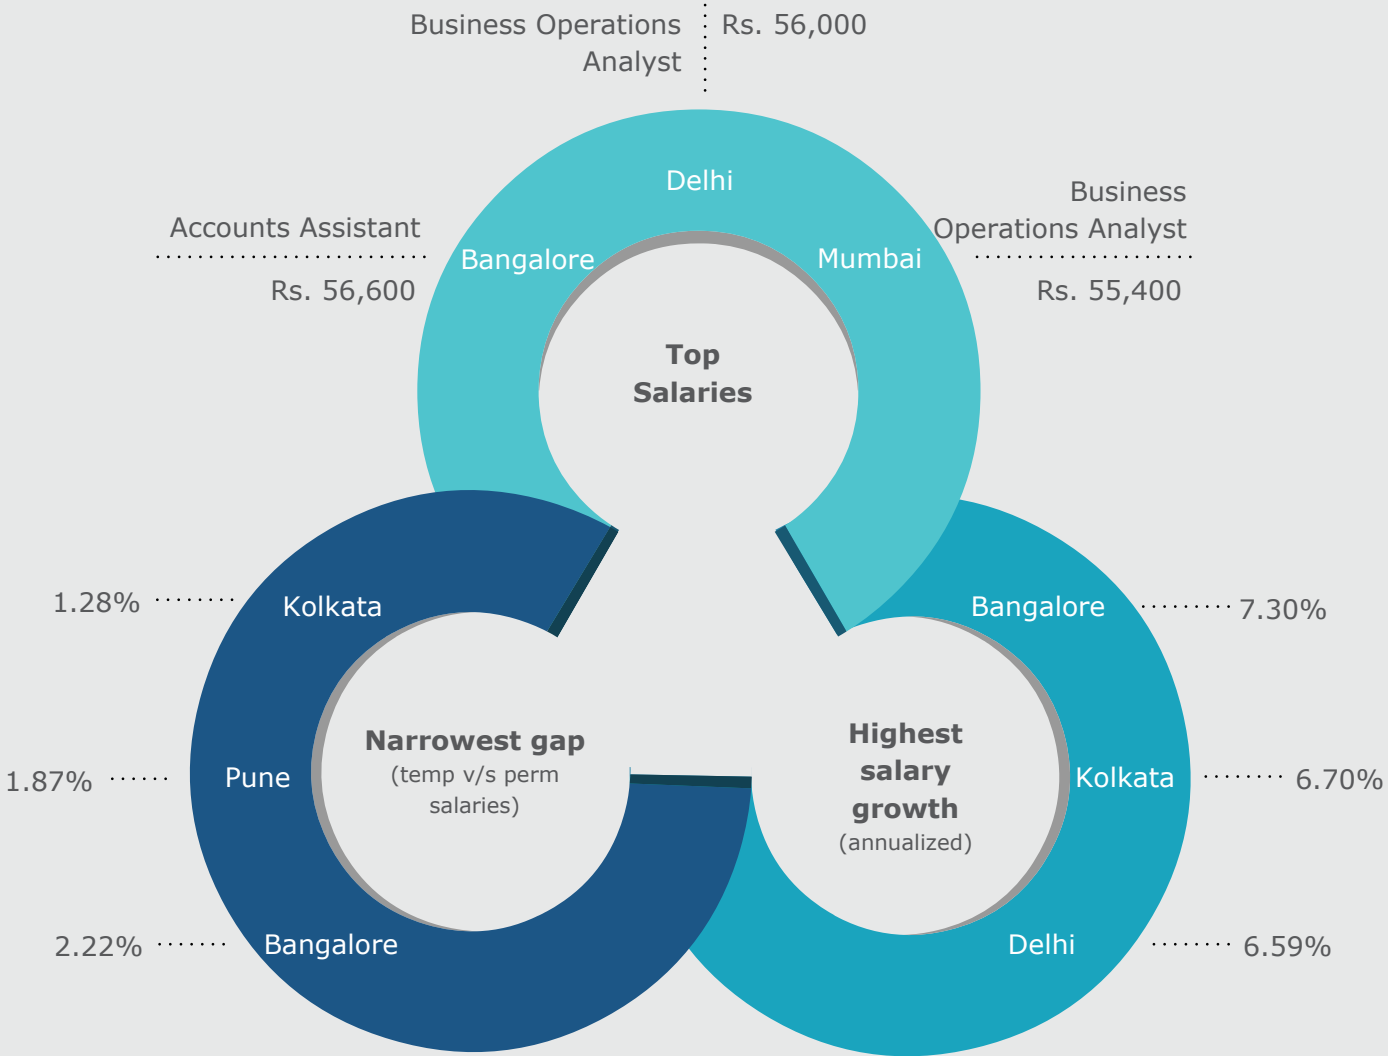 Business Operations
Analyst
Rs. 56,000
Delhi
Accounts Assistant
Rs. 56,600
Bangalore
Mumbai
Business
Operations Analyst
Rs. 55,400
Top
Salaries
1.28%
Kolkata
1.87%
Pune
2.22%
Bangalore
Narrowest gap
(temp v/s perm
salaries)
Highest
salary
growth
(annualized)
Bangalore
7.30%
Kolkata
6.70%
Delhi
6.59%